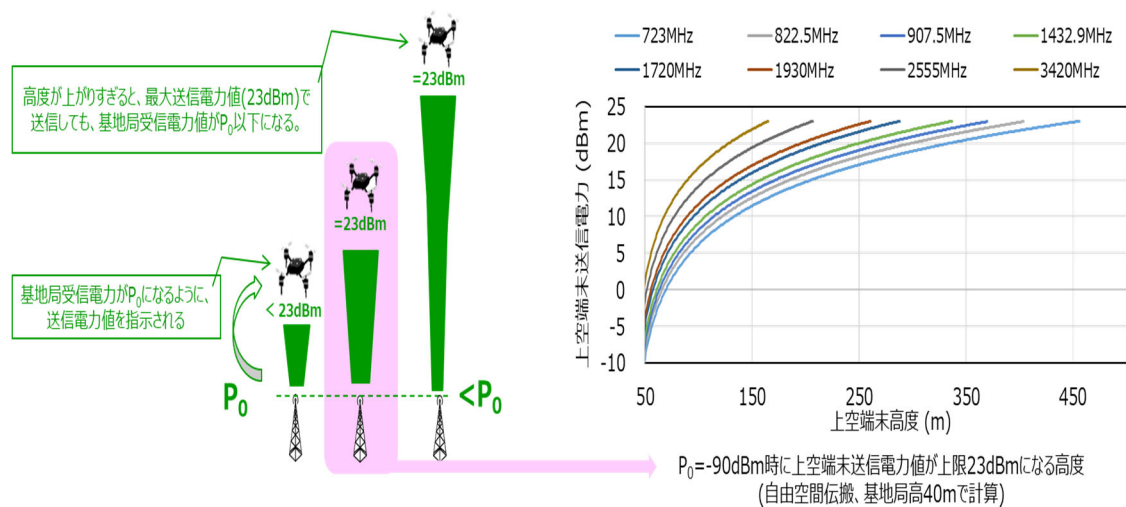 高度が上がりすぎると、最大送信電力値(23dBm)で
送信しても、基地局受信電力値がP₀以下になる。
=23dBm
=23dBm
基地局受信電力がP₀になるように、
送信電力値を指示される
< 23dBm
P₀
<P₀
723MHz 822.5MHz 907.5MHz 1432.9MHz
1720MHz 1930MHz 2555MHz 3420MHz
上空端末送信電力 (dBm)
25
20
15
10
5
0
-5
-10
50 150 250 350 450
上空端末高度 (m)
P₀=-90dBm時に上空端末送信電力値が上限23dBmになる高度
(自由空間伝搬、基地局高40mで計算)